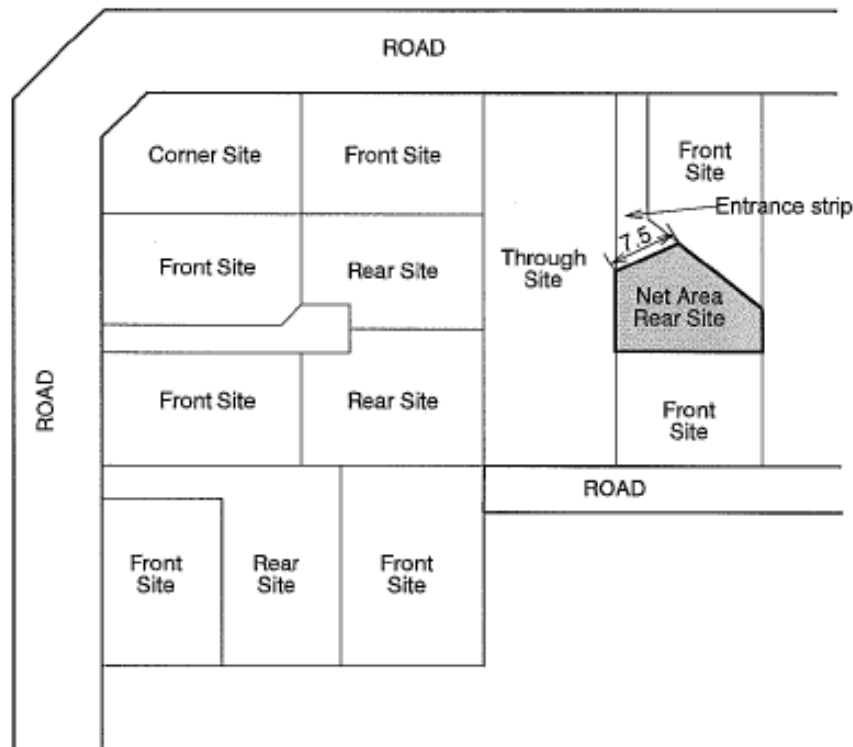 ROAD
Corner Site
Front Site
Front
Site
Entrance strip
7.5
Front Site
Rear Site
Through
Site
Net Area
Rear Site
ROAD
Front Site
Rear Site
Front
Site
ROAD
Front
Site
Rear
Site
Front
Site